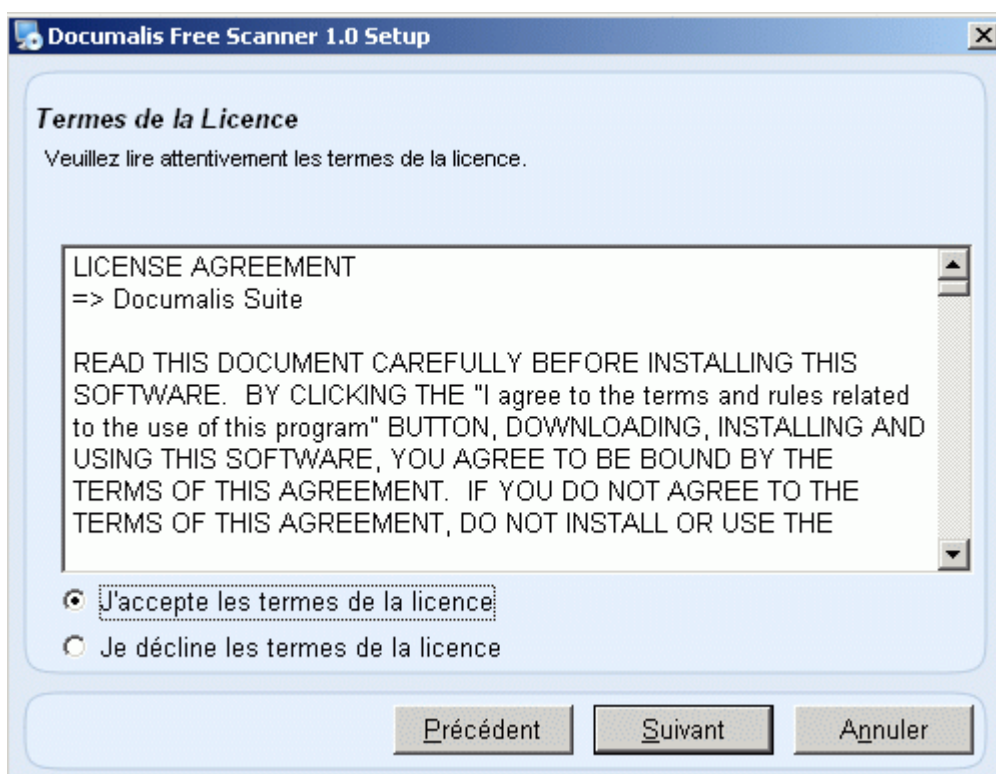 Documalis Free Scanner 1.0 Setup
Termes de la Licence
Veuillez lire attentivement les termes de la licence.
LICENSE AGREEMENT
=> Documalis Suite
READ THIS DOCUMENT CAREFULLY BEFORE INSTALLING THIS
SOFTWARE.  BY CLICKING THE "I agree to the terms and rules related
to the use of this program" BUTTON, DOWNLOADING, INSTALLING AND
USING THIS SOFTWARE, YOU AGREE TO BE BOUND BY THE
TERMS OF THIS AGREEMENT.  IF YOU DO NOT AGREE TO THE
TERMS OF THIS AGREEMENT, DO NOT INSTALL OR USE THE
J'accepte les termes de la licence
Je décline les termes de la licence
Précédent
Suivant
Annuler